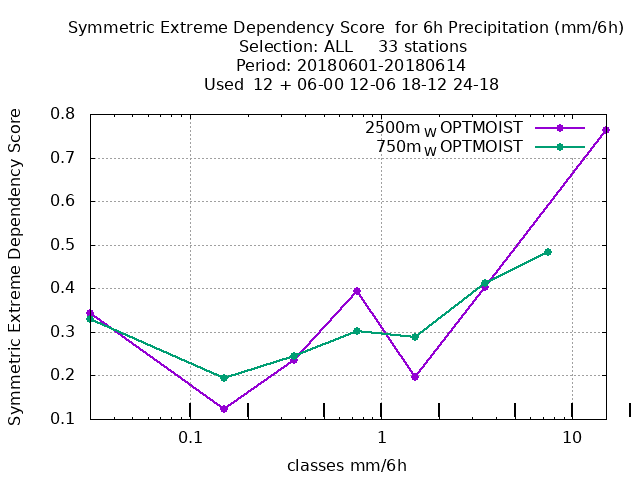 Symmetric Extreme Dependency Score  for 6h Precipitation (mm/6h)
Selection: ALL     33 stations
Period: 20180601-20180614
Used  12 + 06-00 12-06 18-12 24-18
2500m W OPTMOIST
750m W OPTMOIST
Symmetric Extreme Dependency Score
0.8
0.7
0.6
0.5
0.4
0.3
0.2
0.1
0.1 1 10
classes mm/6h